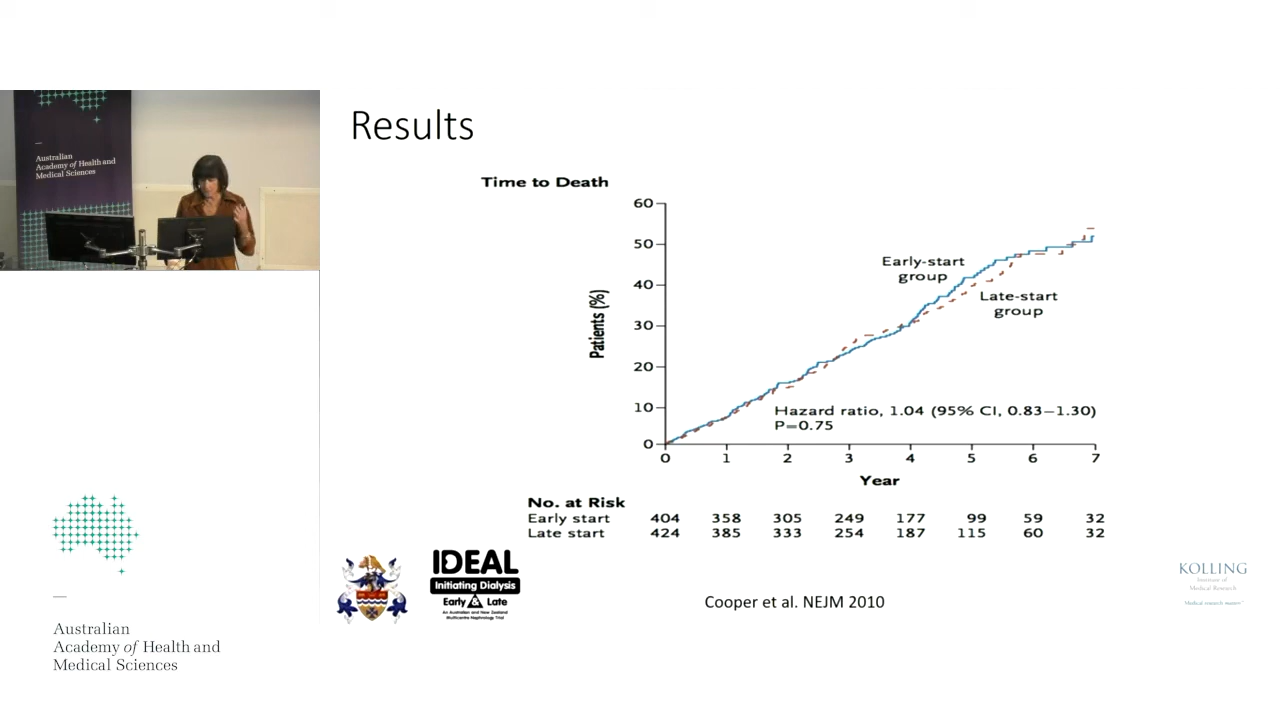 Australian
Academy of Health and
Medical Sciences
Results
Time to Death
60
50
40
30
20
10
0
Patients (%)
Early-start
group
Late-start
group
Hazard ratio, 1.04 (95% CI, 0.83–1.30)
P=0.75
0 1 2 3 4 5 6 7
Year
No. at Risk
Early start 404 358 305 249 177 99 59 32
Late start 424 385 333 254 187 115 60 32
IDEAL
Initiating Dialysis
Early & Late
An Australian and New Zealand
Multicentre Nephrology Trial
Cooper et al. NEJM 2010
KOLLING
Institute of
Medical Research
"Medical research matters"
Australian
Academy of Health and
Medical Sciences